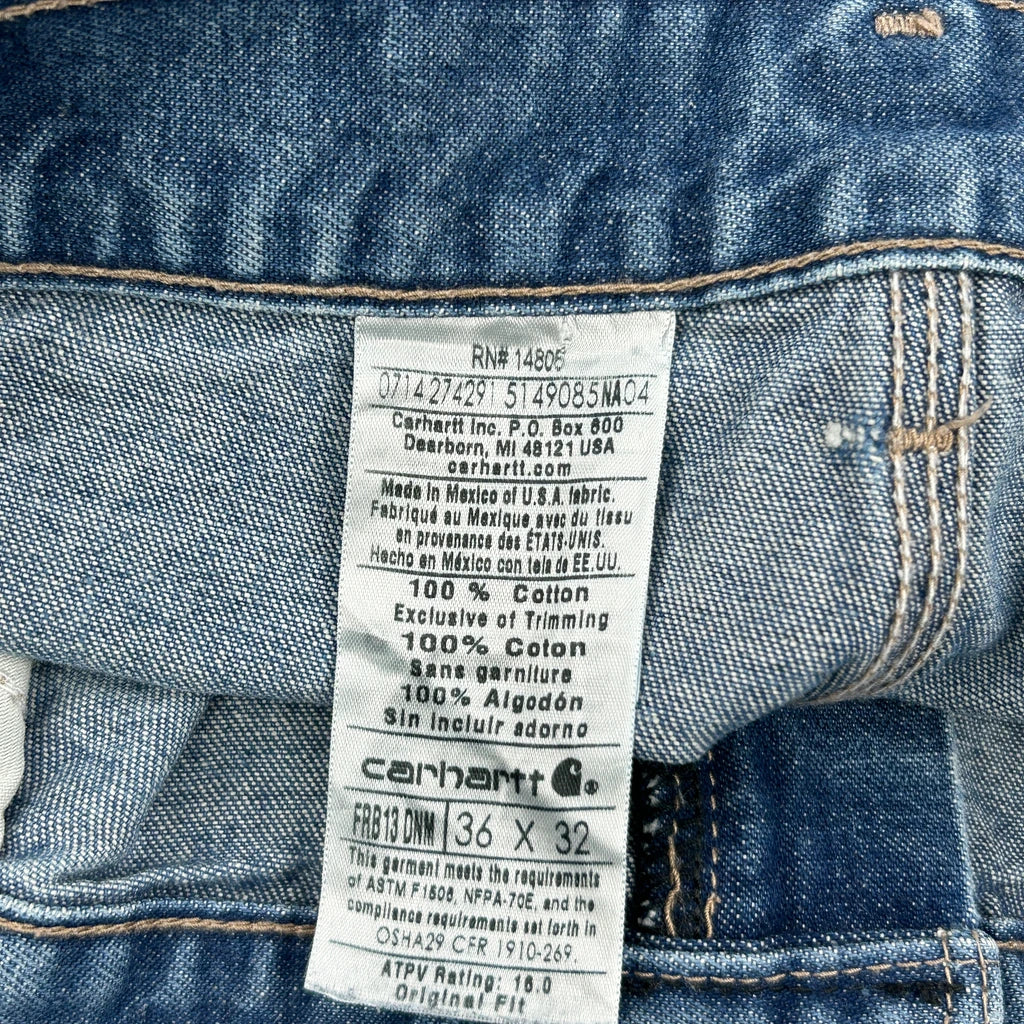 RN# 14806
0714274291 5149085NA04
Carhartt Inc. P.O. Box 600
Dearborn, MI 48121 USA
carhartt.com
Made in Mexico of U.S.A. fabric.
Fabriqué au Mexique avec du tissu
en provenance des ÉTATS-UNIS.
Hecho en México con tela de EE.UU.
100 % Cotton
Exclusive of Trimming
100% Coton
Sans garniture
100% Algodón
Sin incluir adorno
carhartt
FRB13 DNM 36 X 32
This garment meets the requirements
of ASTM F1506, NFPA-70E, and the
compliance requirements set forth in
OSHA29 CFR 1910-269.
ATPV Rating: 16.0
Original Fit